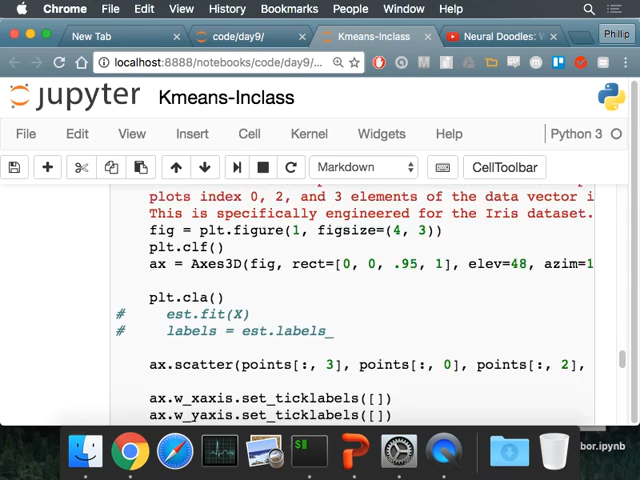 Chrome File Edit View History Bookmarks People Window Help
New Tab code/day9/ Kmeans-Inclass Neural Doodles: W Phillip
localhost:8888/notebooks/code/day9/...
jupyter Kmeans-Inclass
File Edit View Insert Cell Kernel Widgets Help Python 3
Markdown CellToolbar
plots index 0, 2, and 3 elements of the data vector i
This is specifically engineered for the Iris dataset.
fig = plt.figure(1, figsize=(4, 3))
plt.clf()
ax = Axes3D(fig, rect=[0, 0, .95, 1], elev=48, azim=1
plt.cla()
# est.fit(X)
# labels = est.labels_
ax.scatter(points[:, 3], points[:, 0], points[:, 2],
ax.w_xaxis.set_ticklabels([])
ax.w_yaxis.set_ticklabels([])
bor.ipynb